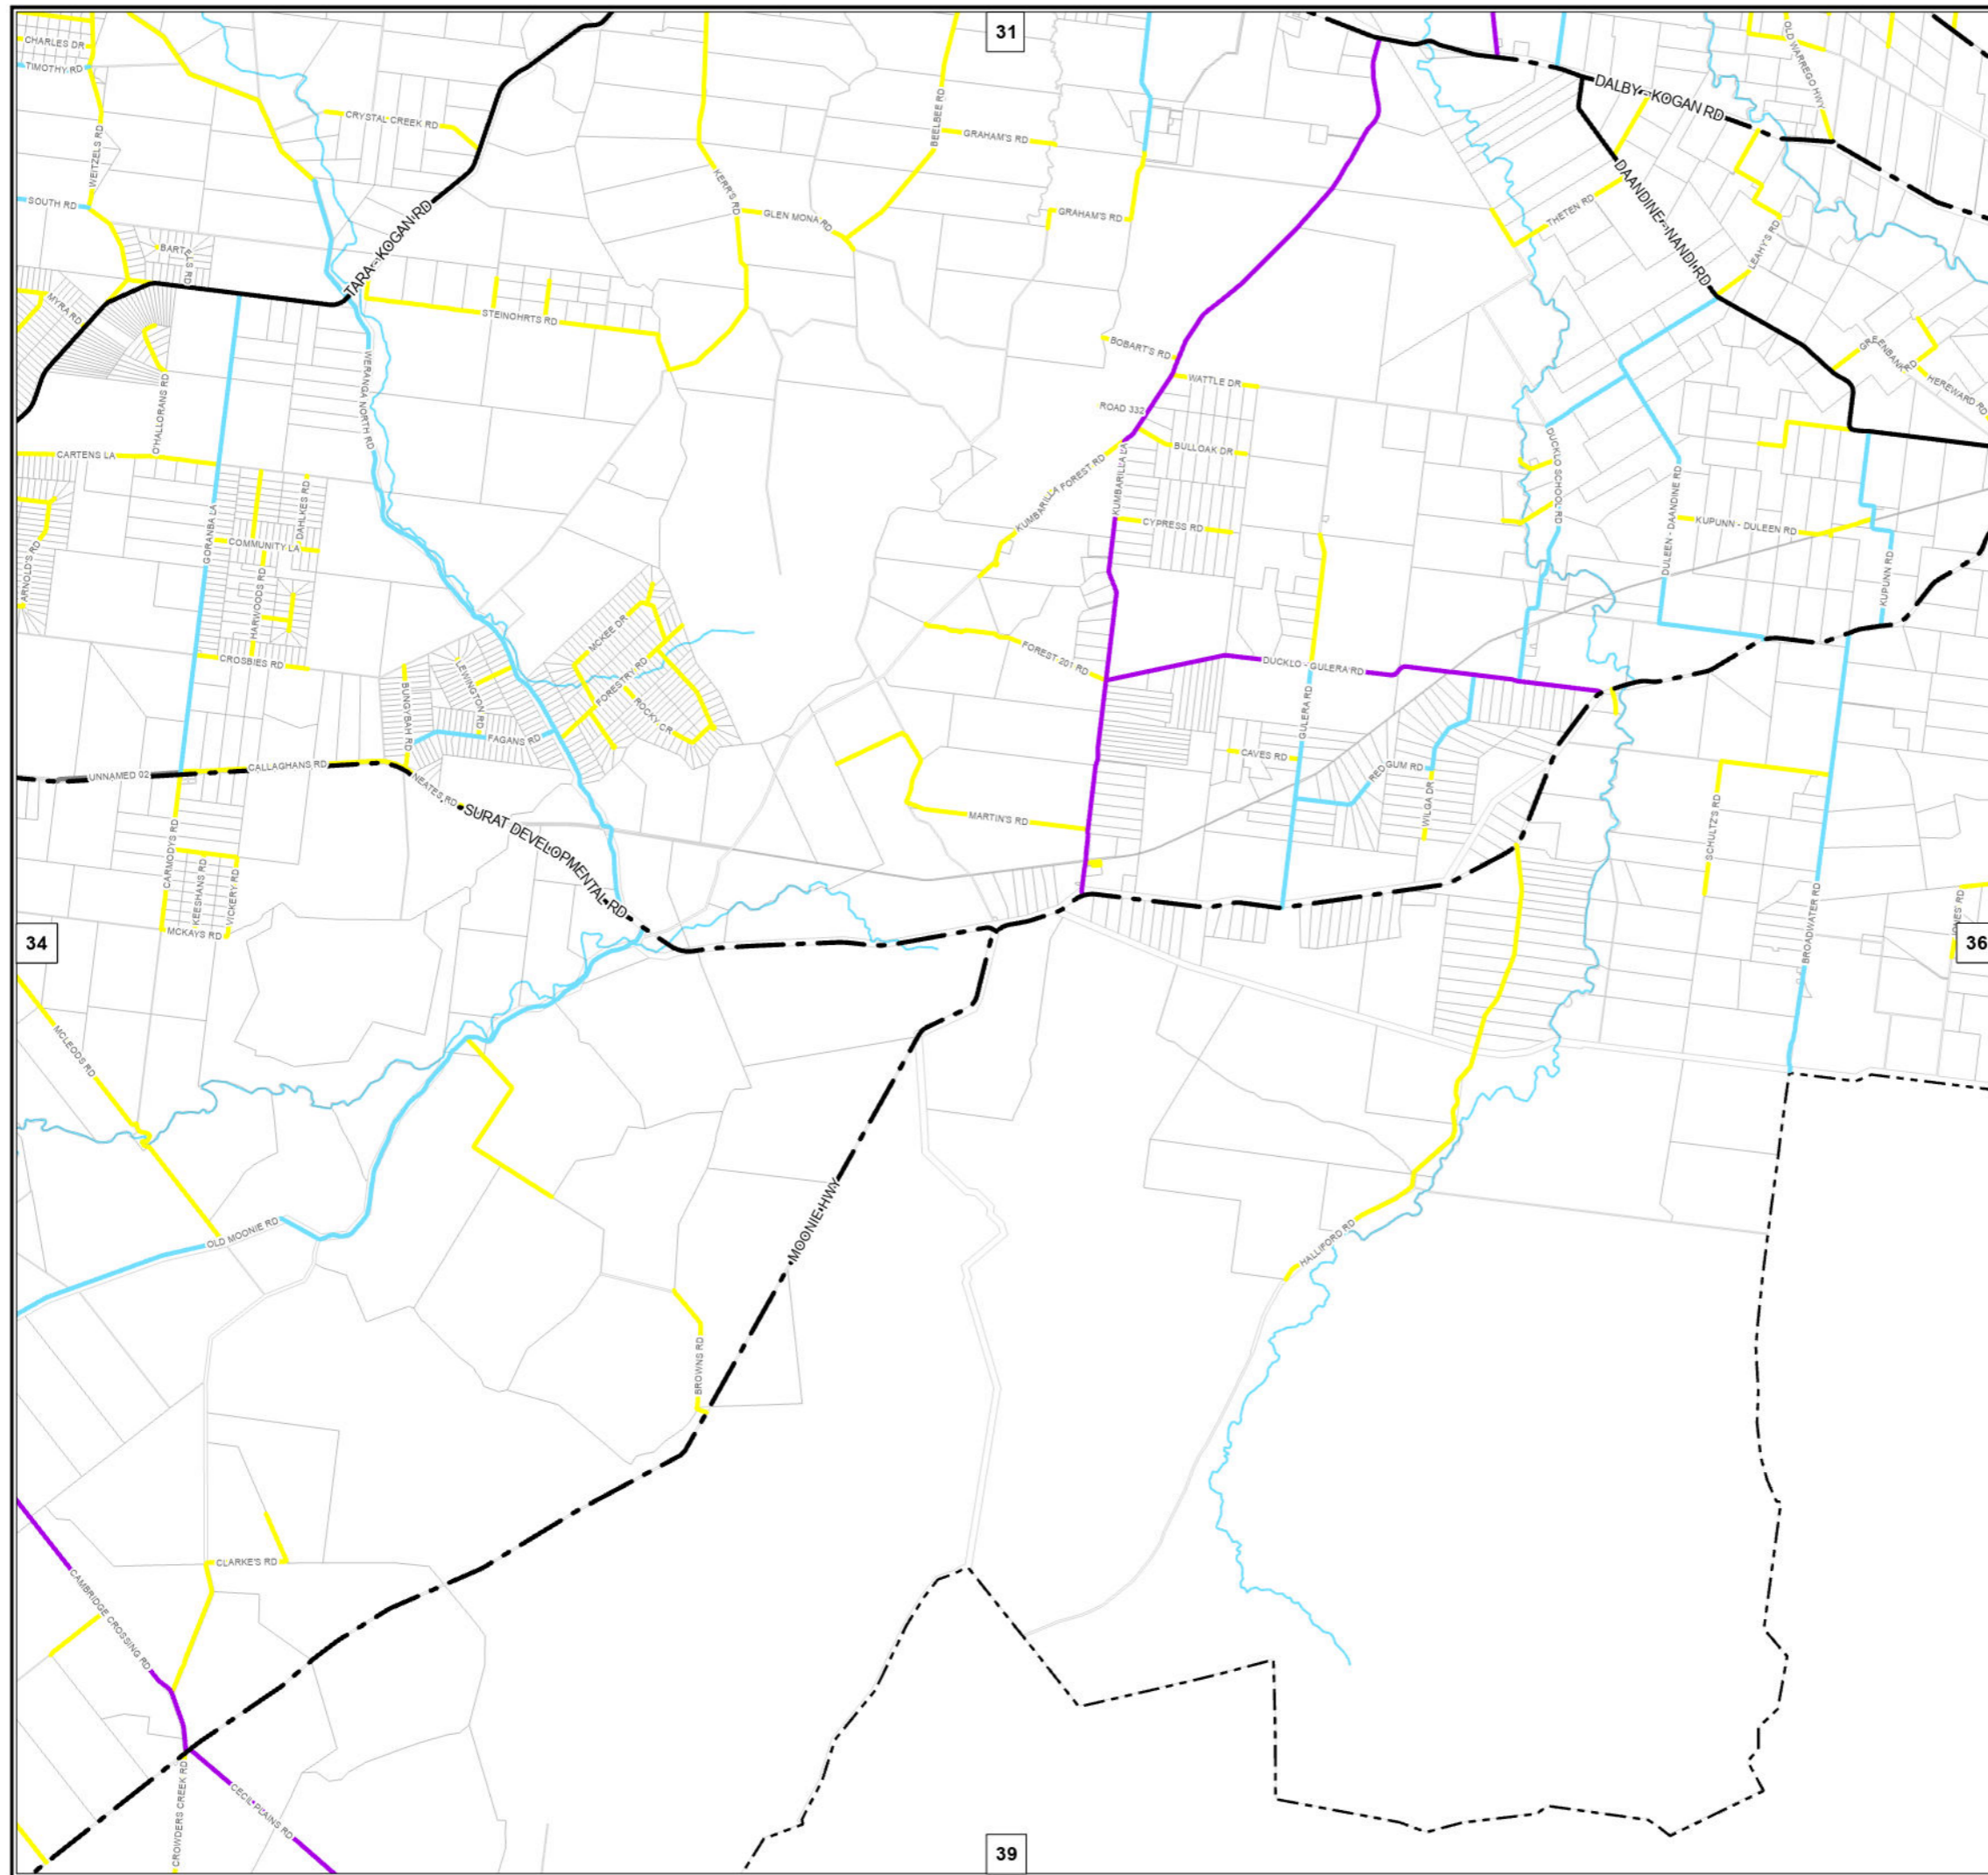 31
CHARLES DR
TIMOTHY RD
OLD WARREGO HWY
DALBY - KOGAN RD
CRYSTAL CREEK RD
BEELBEE RD
GRAHAM'S RD
WEITZELS RD
KERR'S RD
SOUTH RD
GLEN MONA RD
GRAHAM'S RD
THETEN RD
DAANDINE - NANDI RD
LEAHY'S RD
BARTELS RD
TARA - KOGAN RD
MYRA RD
STEINOHRTS RD
BOBART'S RD
WATTLE DR
GREENBANK RD
HEREWARD RD
O'HALLORANS RD
WERANGA NORTH RD
ROAD 332
BULLOAK DR
DUCKLO SCHOOL RD
CARTENS LA
KUMBARILLA FOREST RD
KUMBARILLA LA
DULEEN - DAANDINE RD
GORANBA LA
DAHLKES RD
CYPRESS RD
KUPUNN - DULEEN RD
ARNOLD'S RD
COMMUNITY LA
KUPUNN RD
HARWOODS RD
MCKEE DR
CROSBIES RD
FOREST 201 RD
DUCKLO - GULERA RD
BUNGYBAH RD
LEWINGTON RD
FORESTRY RD
ROCKY CR
GULERA RD
FAGANS RD
CAVES RD
RED GUM RD
UNNAMED 02
CALLAGHANS RD
NEATES RD
SURAT DEVELOPMENTAL RD
MARTIN'S RD
WILGA DR
SCHULTZ'S RD
CARMODYS RD
KEESHANS RD
VICKERY RD
BROADWATER RD
MCKAYS RD
34
36
MCLEODS RD
MOONIE HWY
OLD MOONIE RD
HALLIFORD RD
BROWNS RD
CLARKE'S RD
CAMBRIDGE CROSSING RD
CROWDERS CREEK RD
CECIL PLAINS RD
39